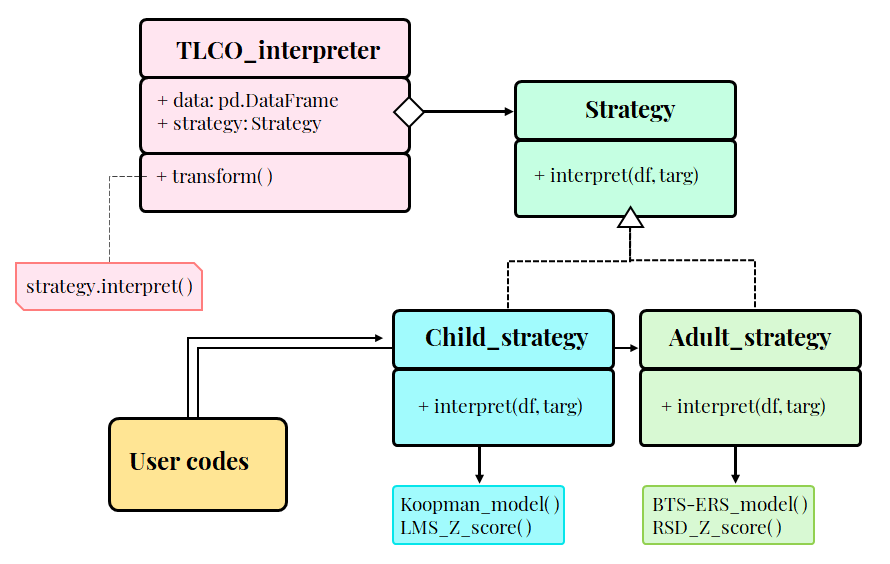 TLCO_interpreter
+ data: pd.DataFrame
+ strategy: Strategy
+ transform( )
strategy.interpret( )
Strategy
+ interpret(df, targ)
Child_strategy
+ interpret(df, targ)
Adult_strategy
+ interpret(df, targ)
User codes
Koopman_model( )
LMS_Z_score( )
BTS-ERS_model( )
RSD_Z_score( )